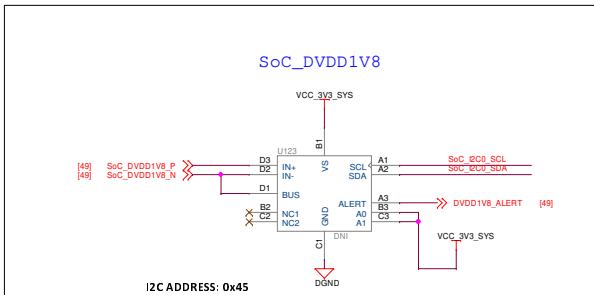 SoC_DVDD1V8
VCC_3V3_SYS
U123
B1
VS
[49] SoC_DVDD1V8_P D3 IN+
[49] SoC_DVDD1V8_N D2 IN-
D1 BUS
B2 NC1
C2 NC2
SCL A1 SoC_I2C0_SCL
SDA A2 SoC_I2C0_SDA
ALERT A3 DVDD1V8_ALERT [49]
A0 B3
A1 C3
VCC_3V3_SYS
GND
C1
DNI
DGND
I2C ADDRESS: 0x45